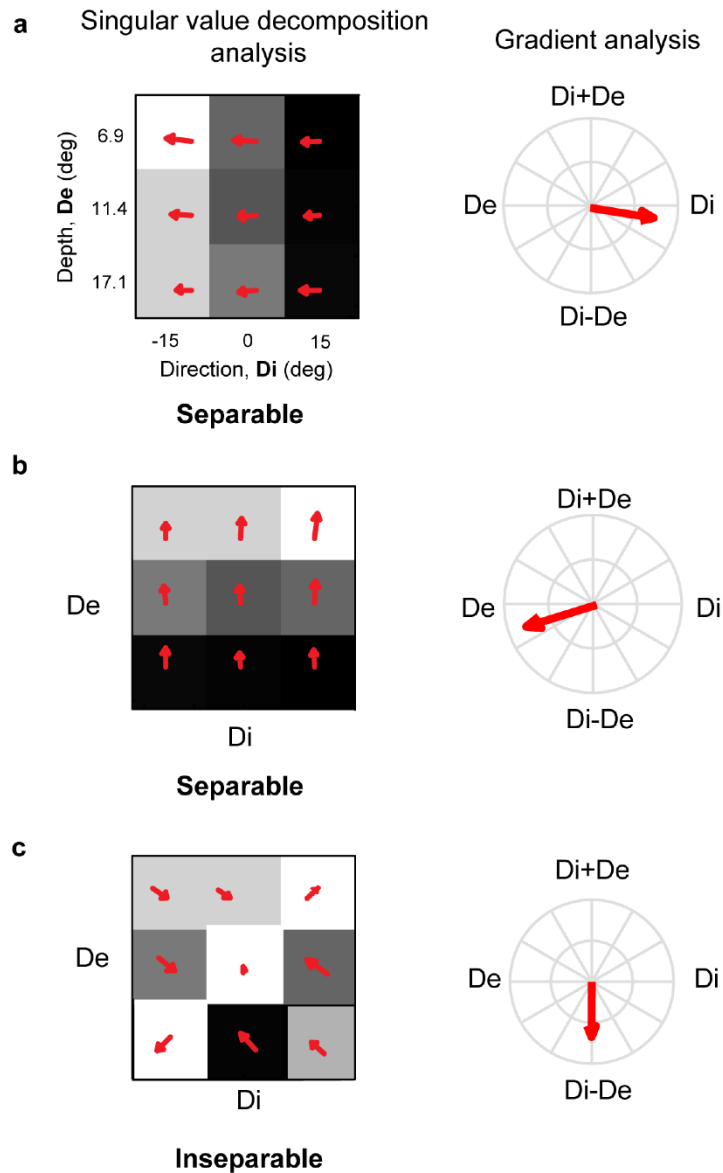 a
Singular value decomposition
analysis
Gradient analysis
Depth, De (deg)
6.9
11.4
17.1
-15
0
15
Direction, Di (deg)
Separable
Di+De
De
Di
Di-De
b
De
Di
Separable
Di+De
De
Di
Di-De
c
De
Di
Inseparable
Di+De
De
Di
Di-De